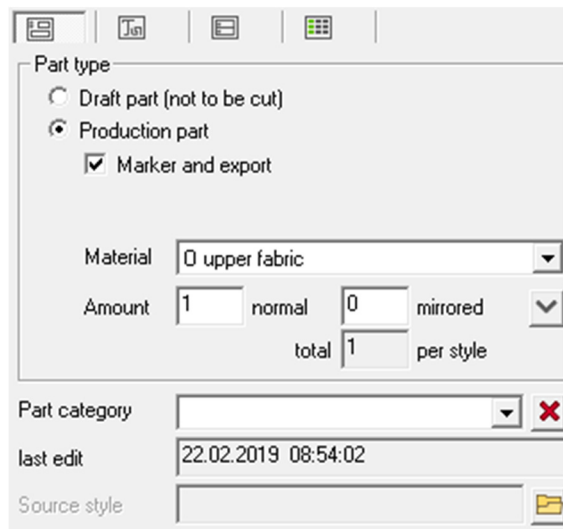 Part type
Draft part (not to be cut)
Production part
Marker and export
Material O upper fabric
Amount 1 normal 0 mirrored
total 1 per style
Part category
last edit 22.02.2019 08:54:02
Source style